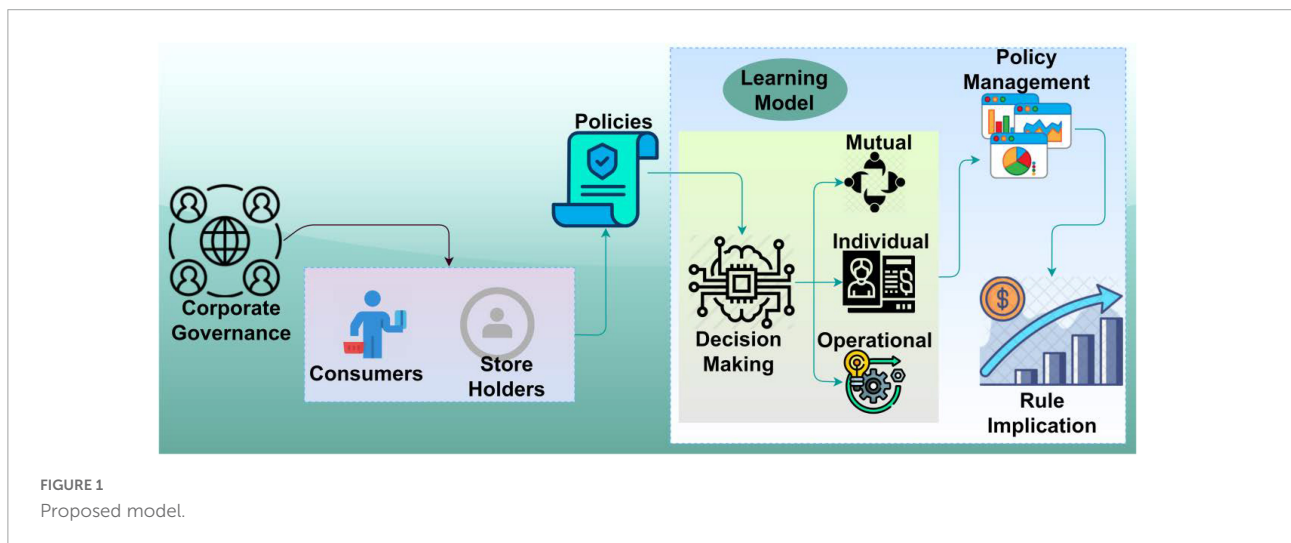 Corporate
Governance
Consumers
Store
Holders
Policies
Learning
Model
Decision
Making
Mutual
Individual
Operational
Policy
Management
Rule
Implication
FIGURE 1
Proposed model.